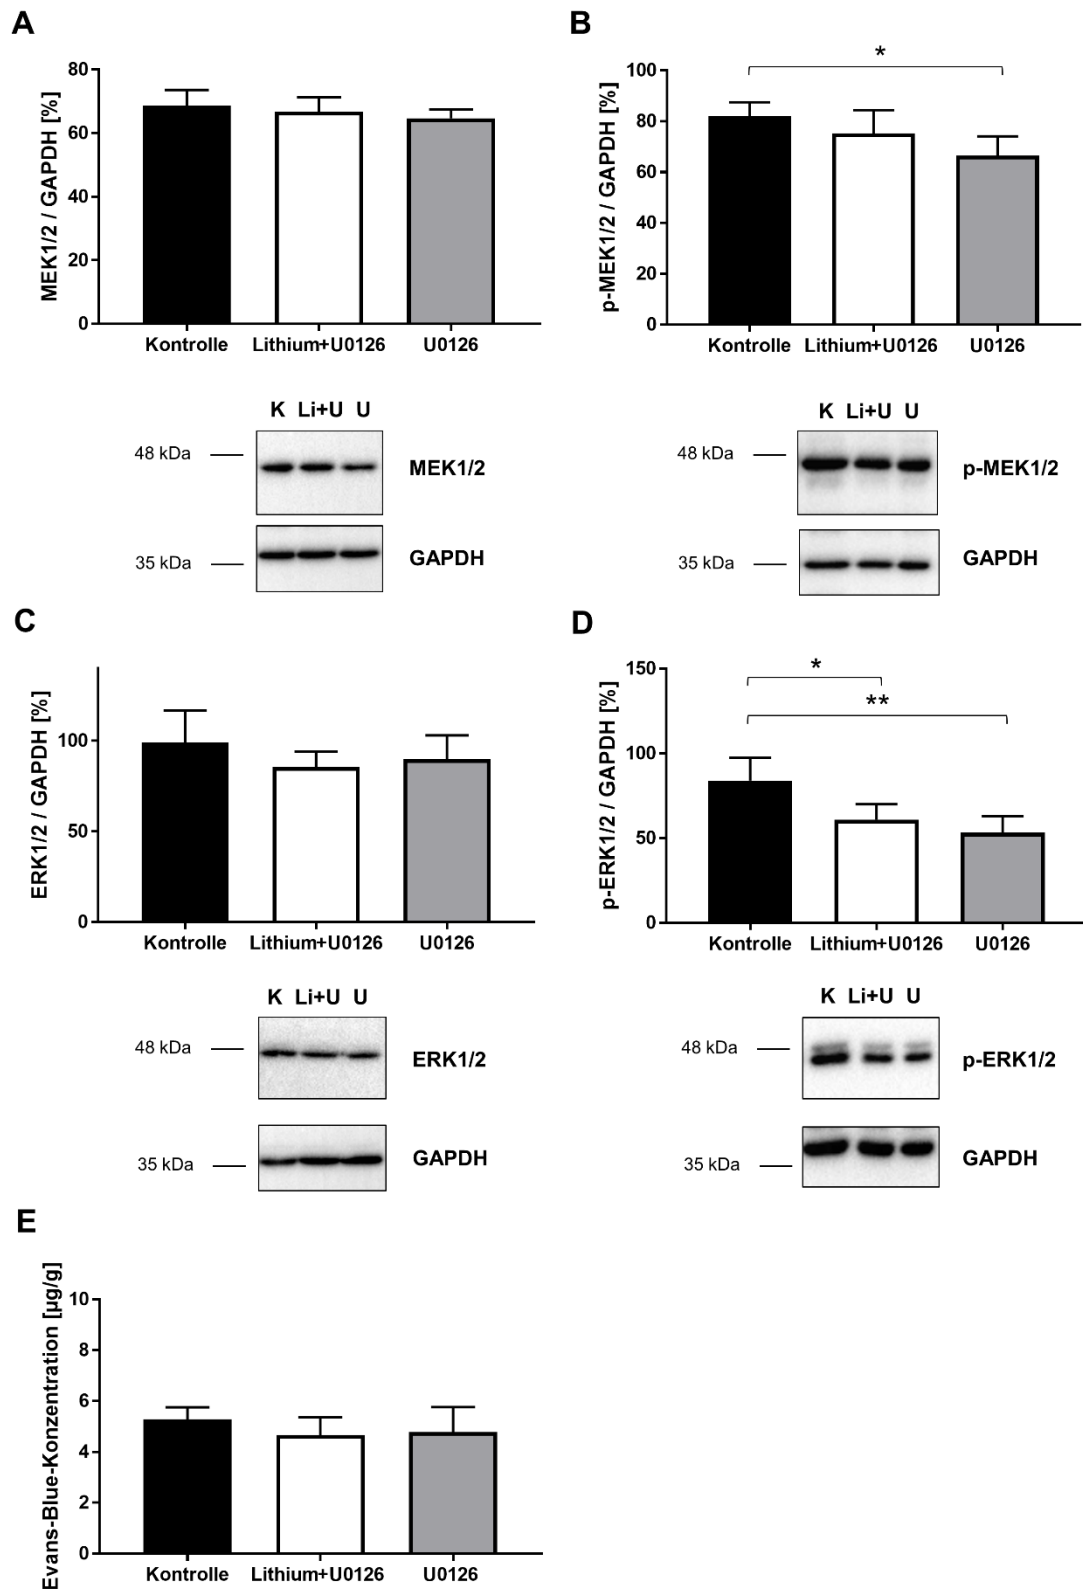 A
MEK1/2 / GAPDH [%]
80
60
40
20
0
Kontrolle Lithium+U0126 U0126
K Li+U U
48 kDa
MEK1/2
35 kDa
GAPDH
B
*
p-MEK1/2 / GAPDH [%]
100
80
60
40
20
0
Kontrolle Lithium+U0126 U0126
K Li+U U
48 kDa
p-MEK1/2
35 kDa
GAPDH
C
ERK1/2 / GAPDH [%]
100
50
0
Kontrolle Lithium+U0126 U0126
K Li+U U
48 kDa
ERK1/2
35 kDa
GAPDH
D
*
**
p-ERK1/2 / GAPDH [%]
150
100
50
0
Kontrolle Lithium+U0126 U0126
K Li+U U
48 kDa
p-ERK1/2
35 kDa
GAPDH
E
Evans-Blue-Konzentration [µg/g]
10
8
6
4
2
0
Kontrolle Lithium+U0126 U0126